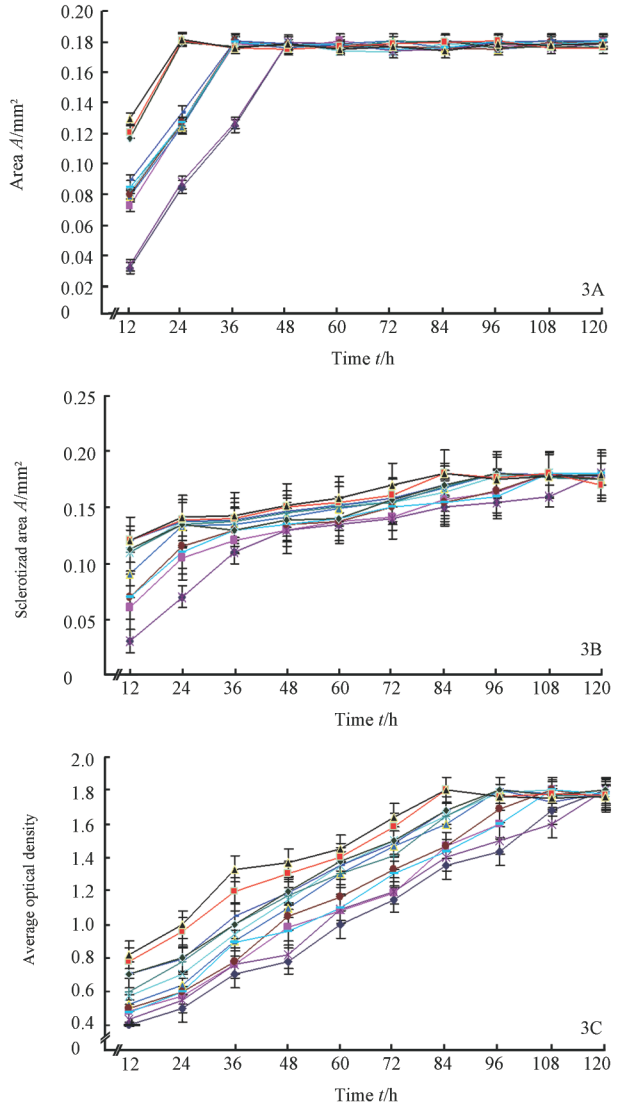 0.20
0.18
0.16
0.14
0.12
0.10
0.08
0.06
0.04
0.02
0
Area A/mm²
12 24 36 48 60 72 84 96 108 120
Time t/h
3A
0.25
0.20
0.15
0.10
0.05
0
Sclerotizad area A/mm²
12 24 36 48 60 72 84 96 108 120
Time t/h
3B
2.0
1.8
1.6
1.4
1.2
1.0
0.8
0.6
0.4
0
Average optical density
12 24 36 48 60 72 84 96 108 120
Time t/h
3C